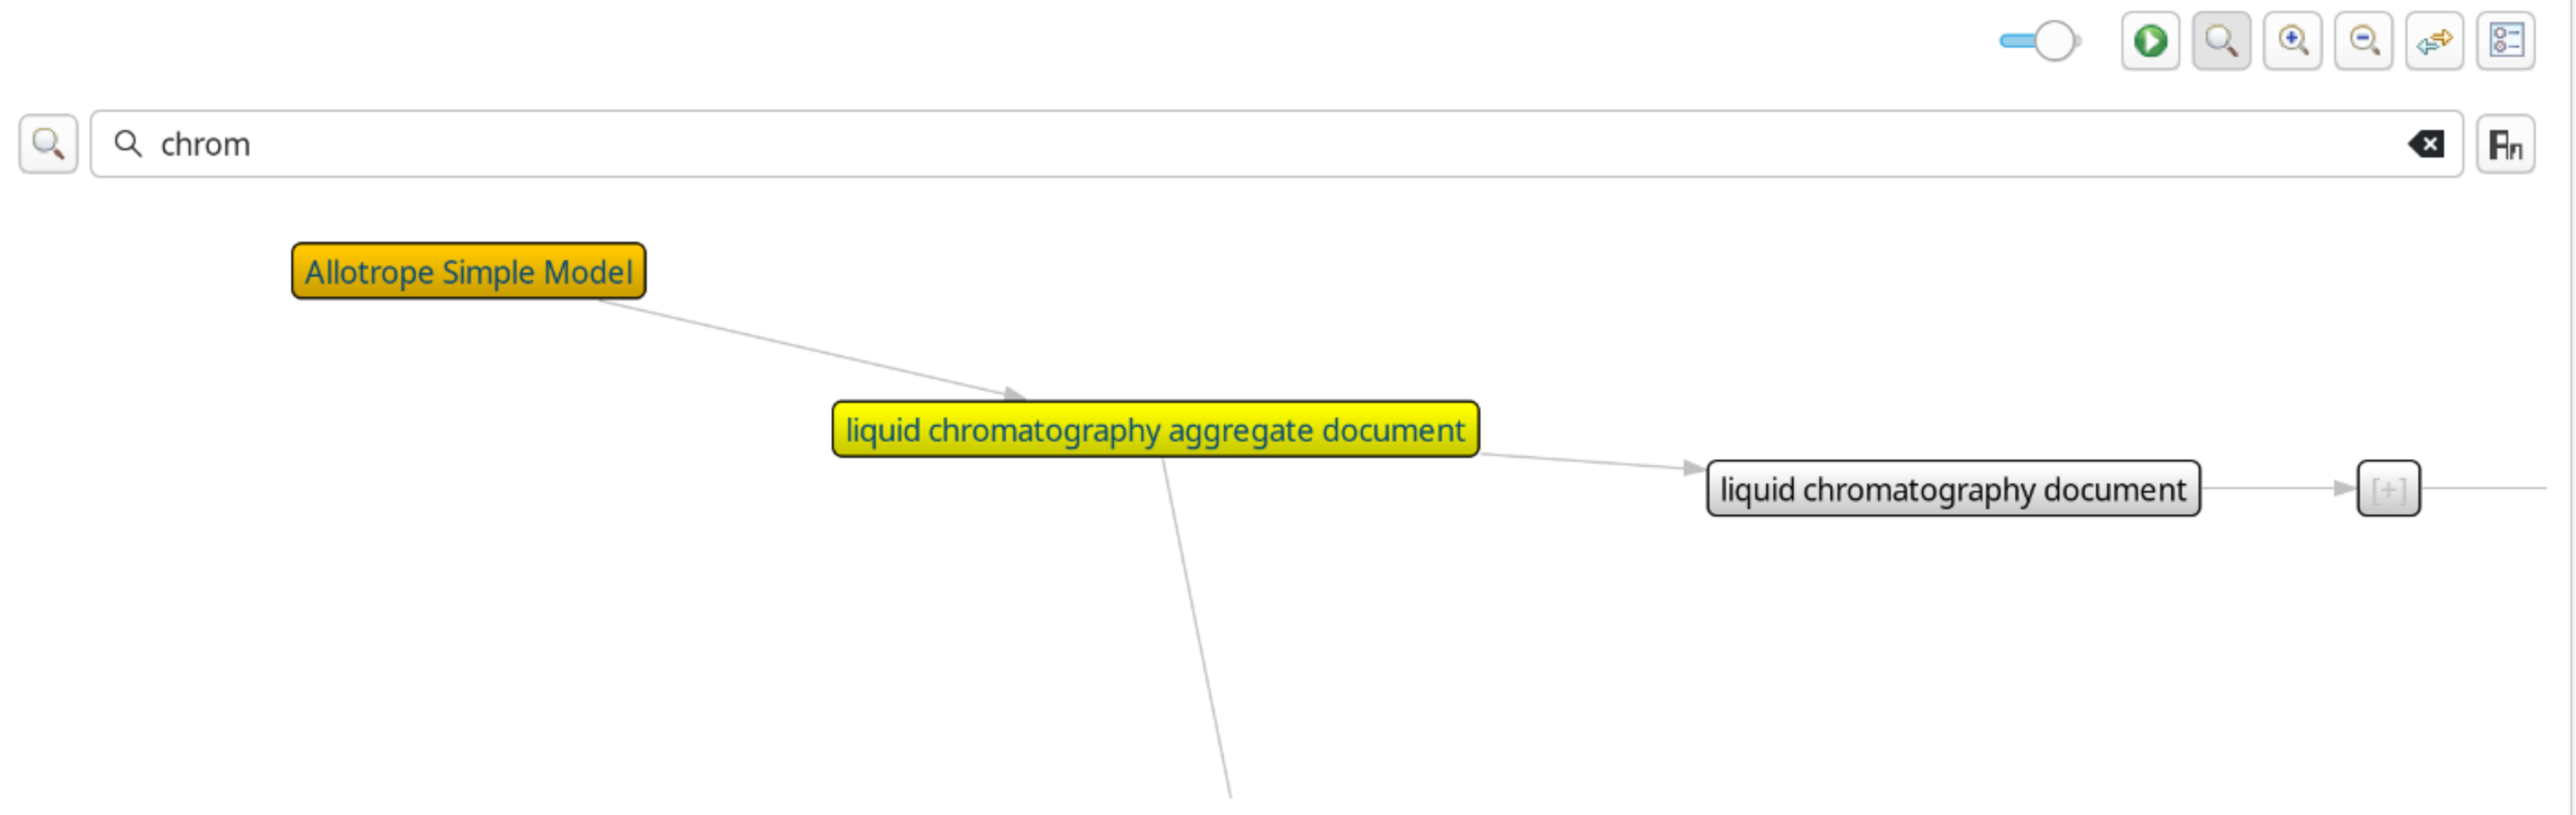 chrom
Allotrope Simple Model
liquid chromatography aggregate document
liquid chromatography document
[+]